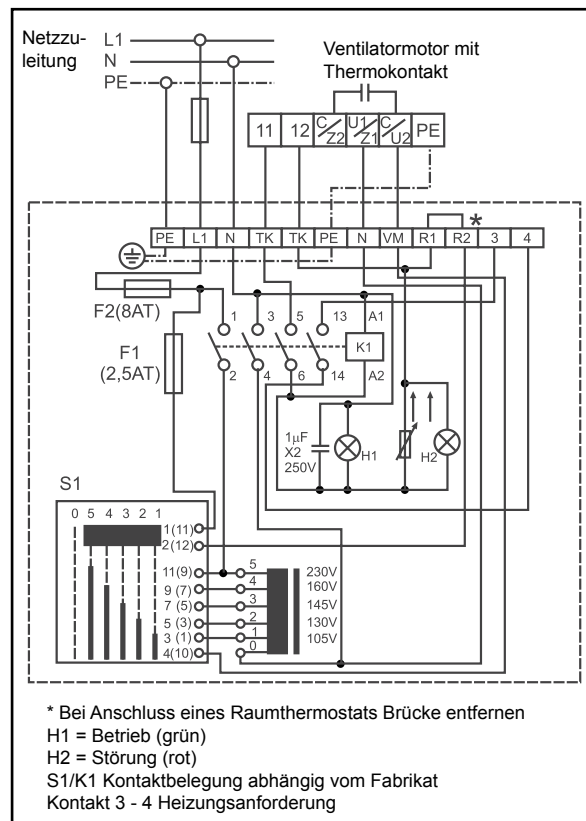 Netzzu-
leitung
L1
N
PE
Ventilatormotor mit
Thermokontakt
11 12 C/Z2 U1/Z1 C/U2 PE
*
PE L1 N TK TK PE N VM R1 R2 3 4
F2(8AT)
F1
(2,5AT)
1 3 5 13 A1
K1
2 4 6 14 A2
1µF
X2
250V
H1
H2
S1
0 5 4 3 2 1
1(11)
2(12)
11(9) 5 230V
9 (7) 4 160V
7 (5) 3 145V
5 (3) 2 130V
3 (1) 1 105V
4(10) 0
* Bei Anschluss eines Raumthermostats Brücke entfernen
H1 = Betrieb (grün)
H2 = Störung (rot)
S1/K1 Kontaktbelegung abhängig vom Fabrikat
Kontakt 3 - 4 Heizungsanforderung